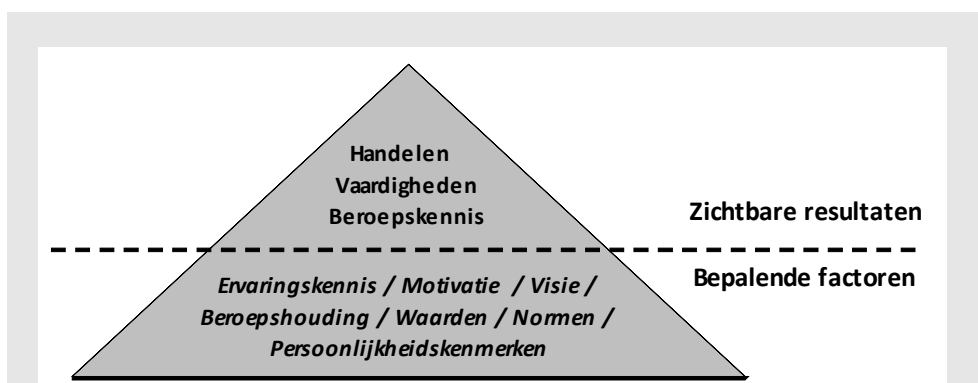 Handelen
Vaardigheden
Beroepskennis
Zichtbare resultaten
Bepalende factoren
Ervaringskennis / Motivatie / Visie /
Beroepshouding / Waarden / Normen /
Persoonlijkheidskenmerken